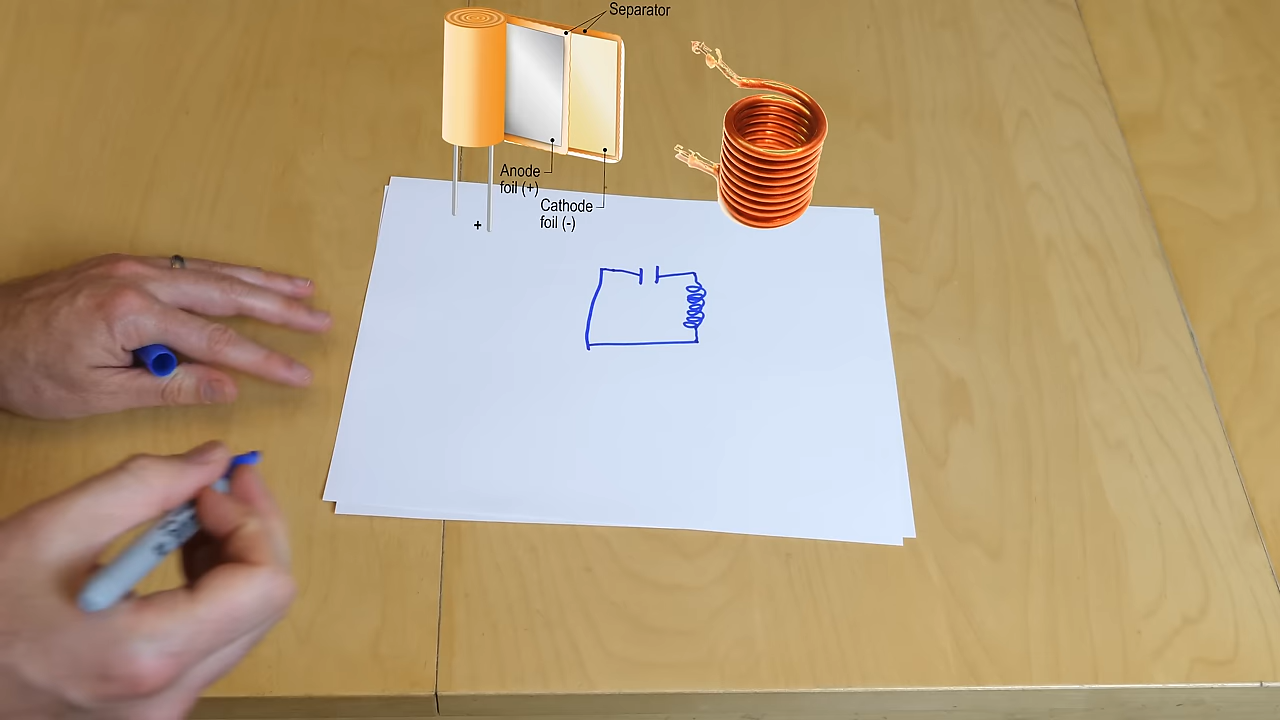 Separator
Anode
foil (+)
Cathode
foil (-)
+